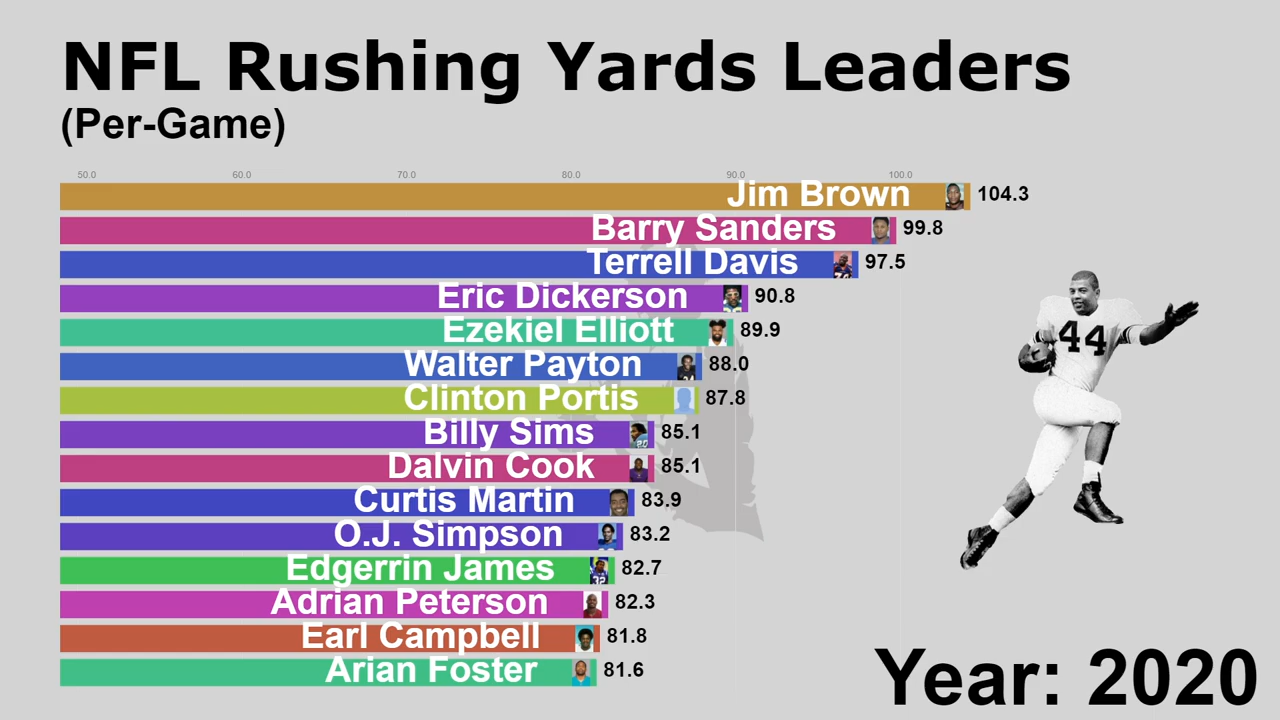 NFL Rushing Yards Leaders
(Per-Game)
50.0 60.0 70.0 80.0 90.0 100.0
Jim Brown 104.3
Barry Sanders 99.8
Terrell Davis 97.5
Eric Dickerson 90.8
Ezekiel Elliott 89.9
Walter Payton 88.0
Clinton Portis 87.8
Billy Sims 85.1
Dalvin Cook 85.1
Curtis Martin 83.9
O.J. Simpson 83.2
Edgerrin James 82.7
Adrian Peterson 82.3
Earl Campbell 81.8
Arian Foster 81.6
44
Year: 2020